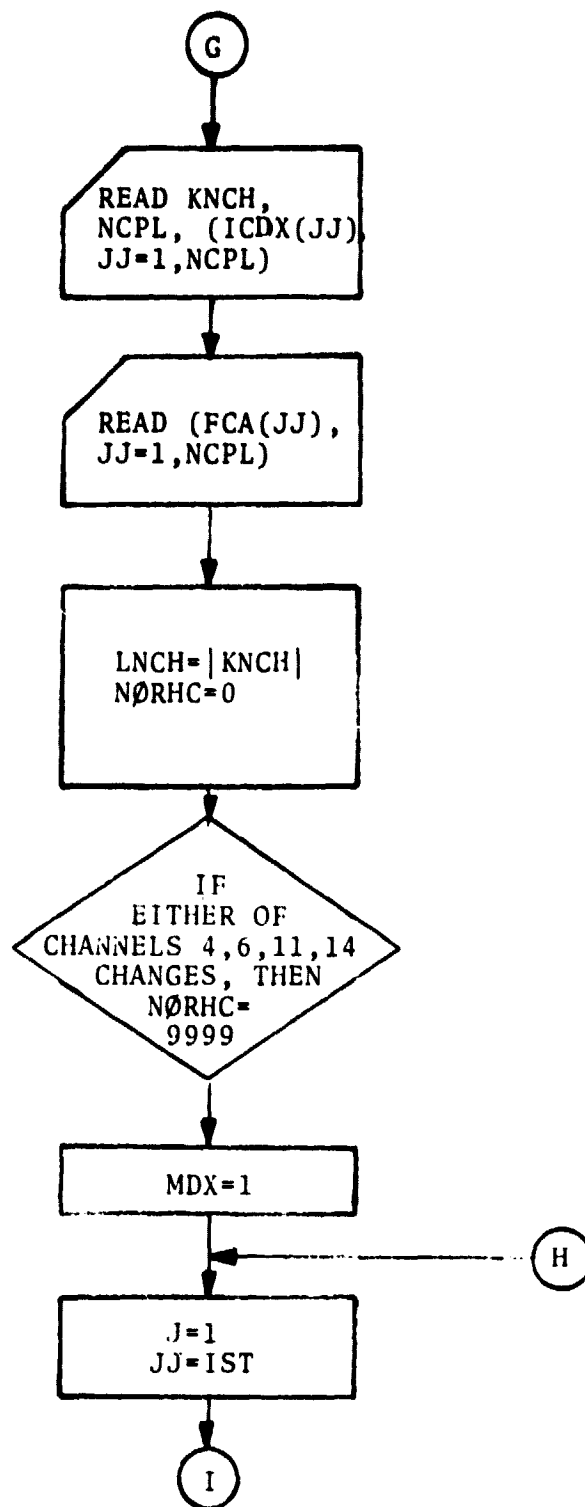 G
READ KNCH,
NCPL, (ICDX(JJ),
JJ=1,NCPL)
READ (FCA(JJ),
JJ=1,NCPL)
LNCH=|KNCH|
NØRHC=0
IF
EITHER OF
CHANNELS 4,6,11,14
CHANGES, THEN
NØRHC=
9999
MDX=1
H
J=1
JJ=IST
I